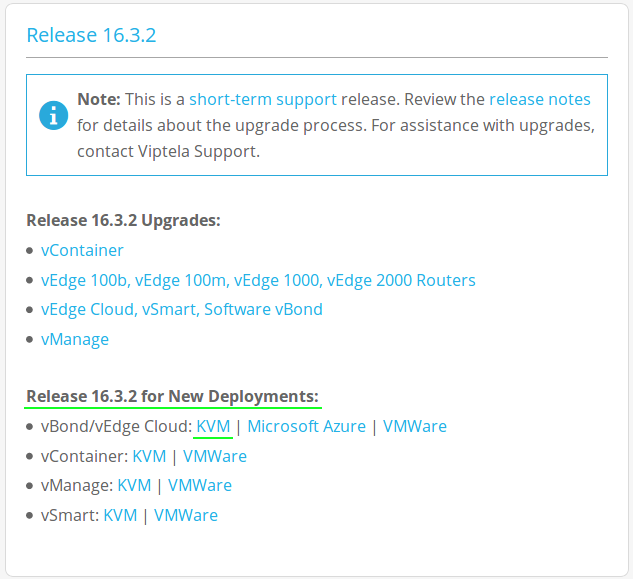 Release 16.3.2
Note: This is a short-term support release. Review the release notes
for details about the upgrade process. For assistance with upgrades,
contact Viptela Support.
Release 16.3.2 Upgrades:
• vContainer
• vEdge 100b, vEdge 100m, vEdge 1000, vEdge 2000 Routers
• vEdge Cloud, vSmart, Software vBond
• vManage
Release 16.3.2 for New Deployments:
• vBond/vEdge Cloud: KVM | Microsoft Azure | VMWare
• vContainer: KVM | VMWare
• vManage: KVM | VMWare
• vSmart: KVM | VMWare